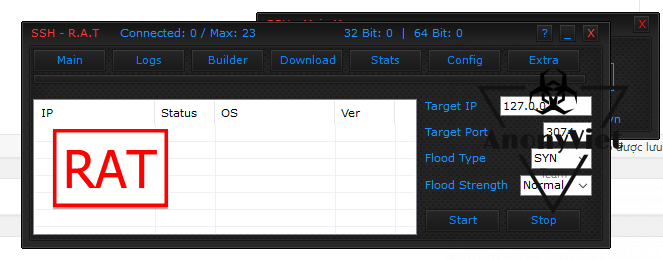 SSH - R.A.T Connected: 0 / Max: 23 32 Bit: 0 | 64 Bit: 0 ? _ X
X
Main Logs Builder Download Stats Config Extra
IP Status OS Ver
RAT
Target IP 127.0.0
Target Port 307
Flood Type SYN
Flood Strength Normal
Start Stop
AnonyViet
Team
được lưu